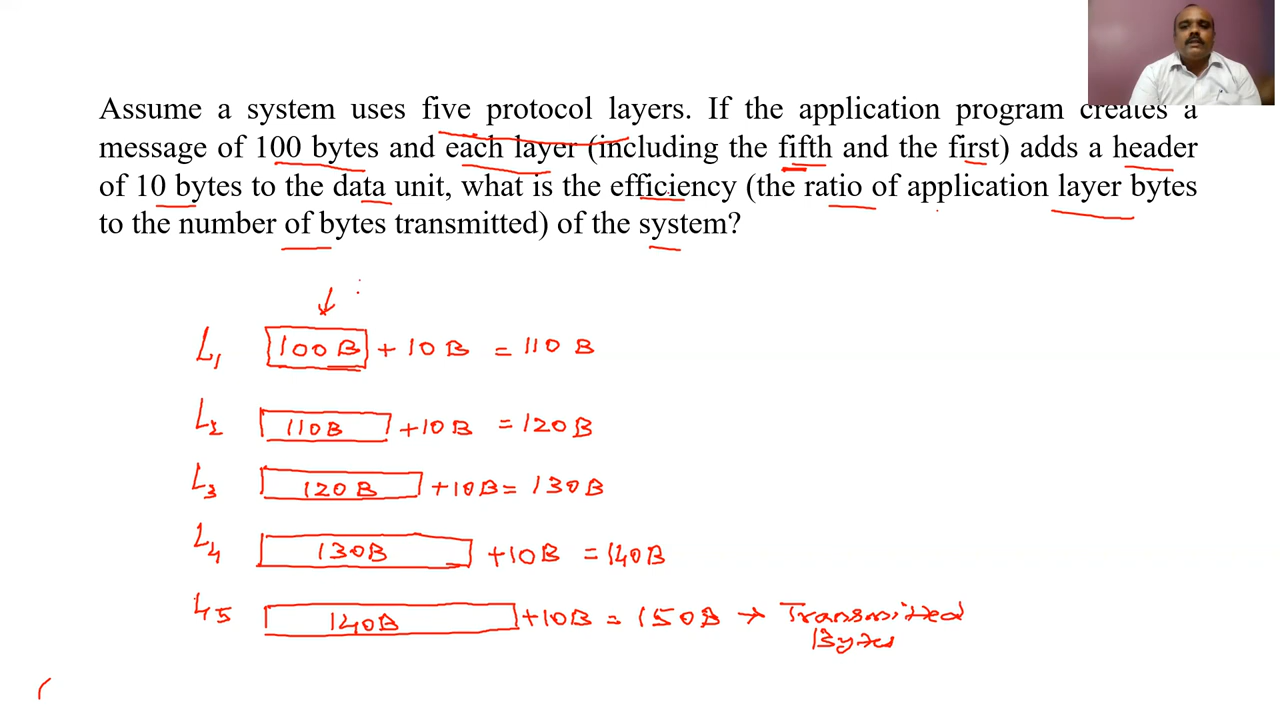 Assume a system uses five protocol layers. If the application program creates a
message of 100 bytes and each layer (including the fifth and the first) adds a header
of 10 bytes to the data unit, what is the efficiency (the ratio of application layer bytes
to the number of bytes transmitted) of the system?
L1 100 B + 10 B = 110 B
L2 110B +10B = 120B
L3 120B +10B = 130B
L4 130B +10B = 140B
L5 140B +10B = 150B → Transmitted
Bytes